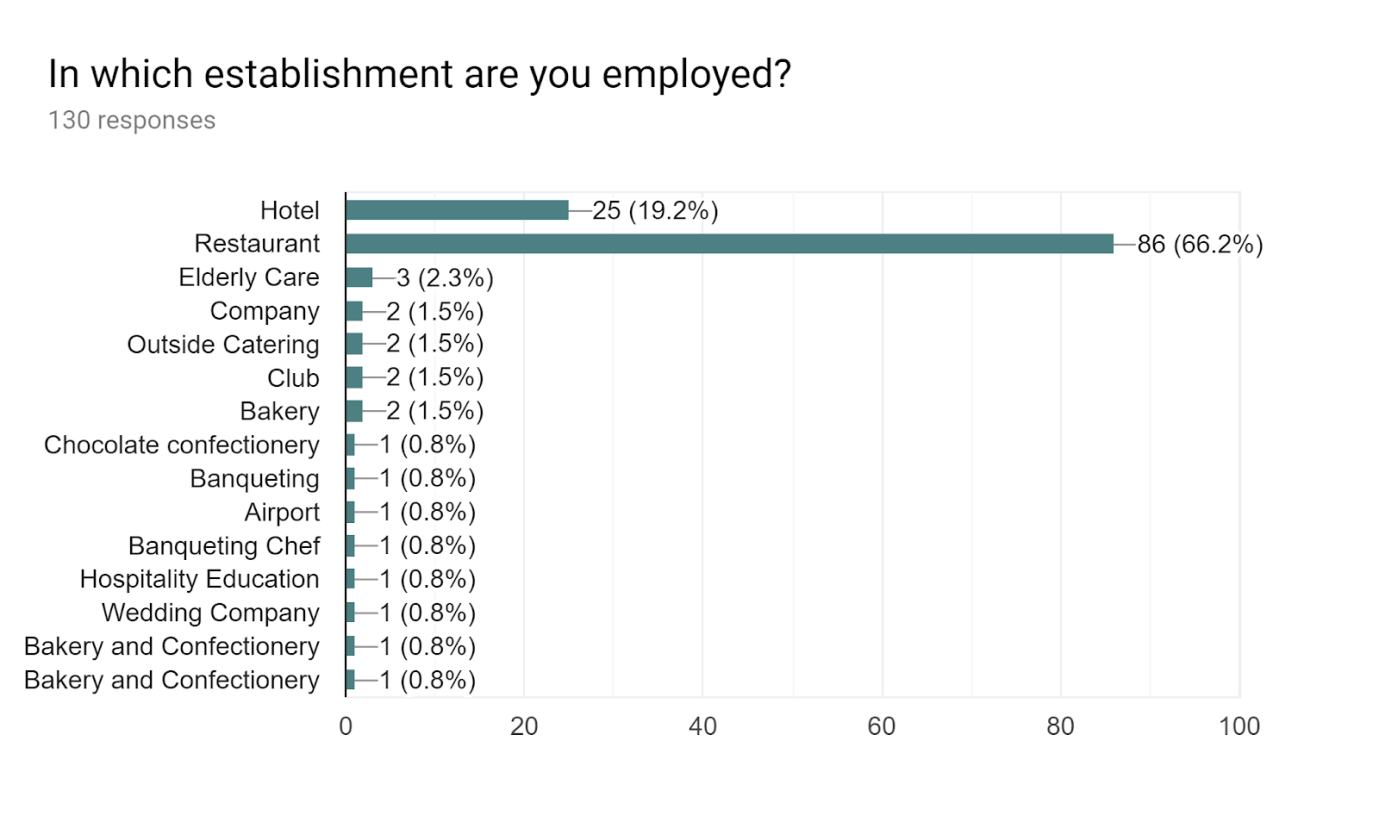 In which establishment are you employed?
130 responses
Hotel 25 (19.2%)
Restaurant 86 (66.2%)
Elderly Care 3 (2.3%)
Company 2 (1.5%)
Outside Catering 2 (1.5%)
Club 2 (1.5%)
Bakery 2 (1.5%)
Chocolate confectionery 1 (0.8%)
Banqueting 1 (0.8%)
Airport 1 (0.8%)
Banqueting Chef 1 (0.8%)
Hospitality Education 1 (0.8%)
Wedding Company 1 (0.8%)
Bakery and Confectionery 1 (0.8%)
Bakery and Confectionery 1 (0.8%)
0 20 40 60 80 100